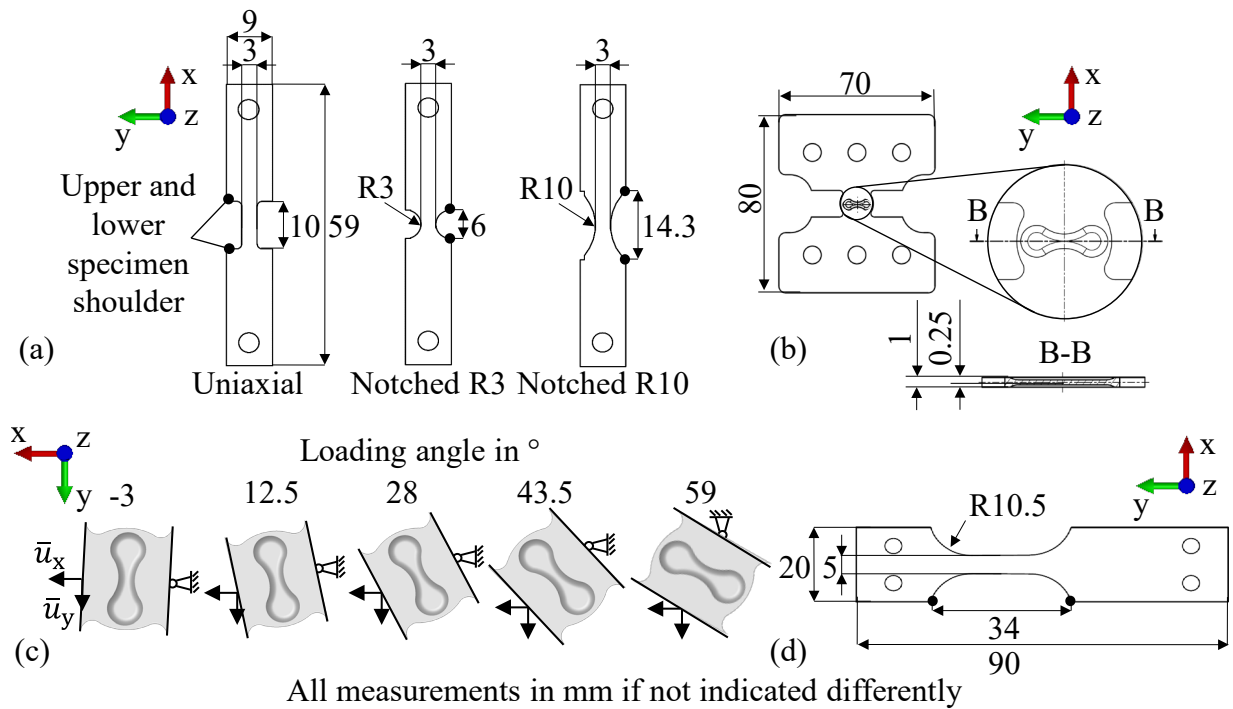 9
3
x
y
z
Upper and
lower
specimen
shoulder
10
59
Uniaxial
(a)
3
R3
6
Notched R3
3
R10
14.3
Notched R10
70
80
x
y
z
B
B
1
0.25
B-B
(b)
x
z
y
Loading angle in °
-3
12.5
28
43.5
59
u̅x
u̅y
(c)
x
y
z
R10.5
20
5
34
90
(d)
All measurements in mm if not indicated differently